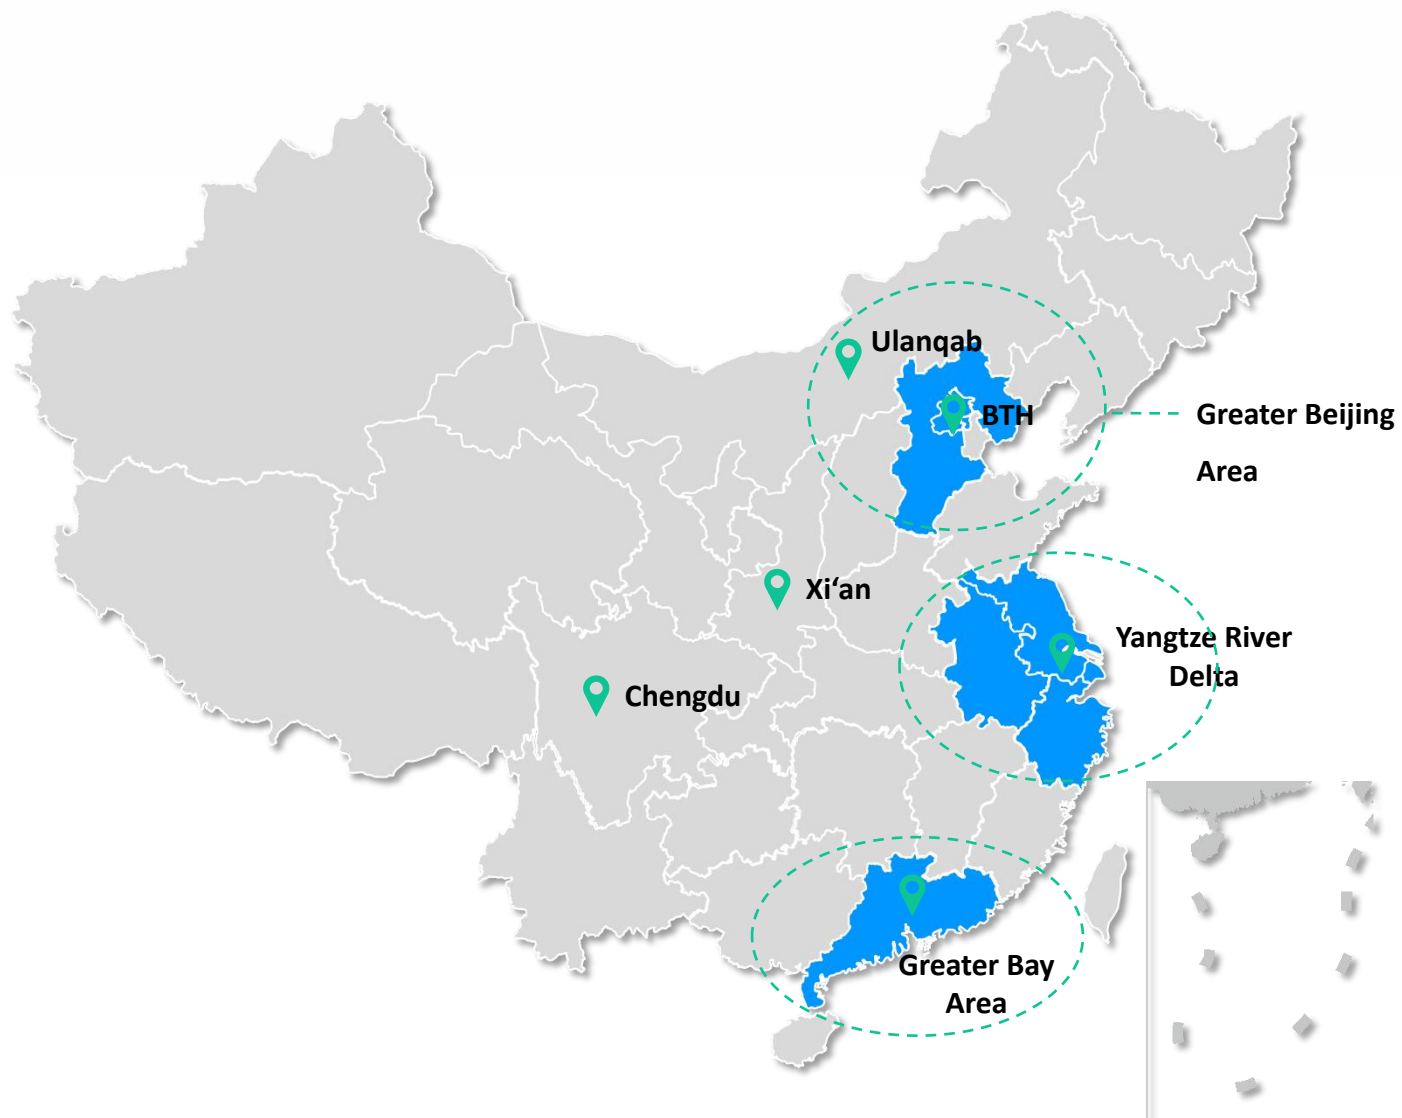 Ulanqab
BTH
Greater Beijing
Area
Xi‘an
Yangtze River
Delta
Chengdu
Greater Bay
Area